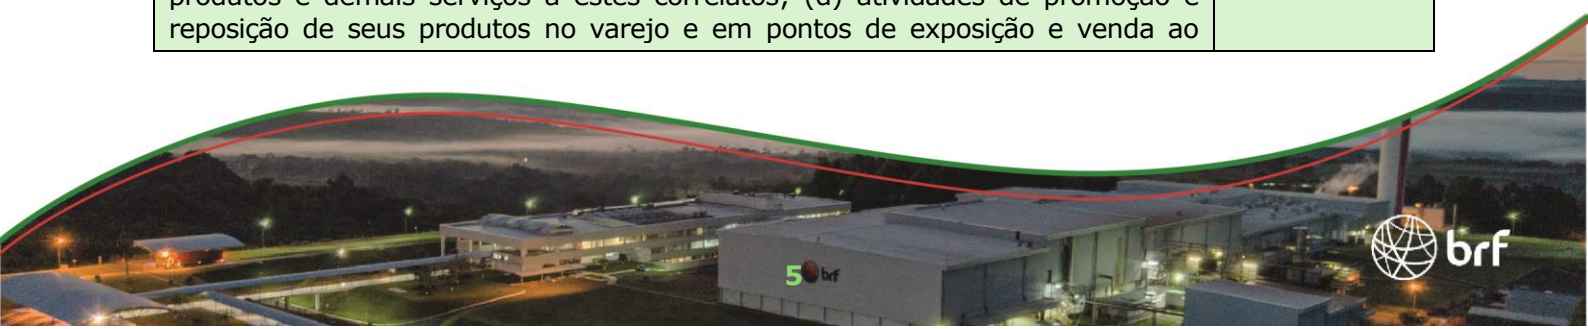 produtos e demais serviços a estes correlatos; (d) atividades de promoção e
reposição de seus produtos no varejo e em pontos de exposição e venda ao
5 brf
brf